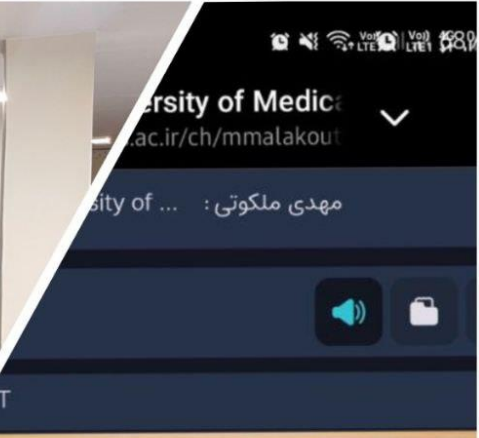 ersity of Medica
.ac.ir/ch/mmalakout
sity of ... : مهدی ملکوتی
T